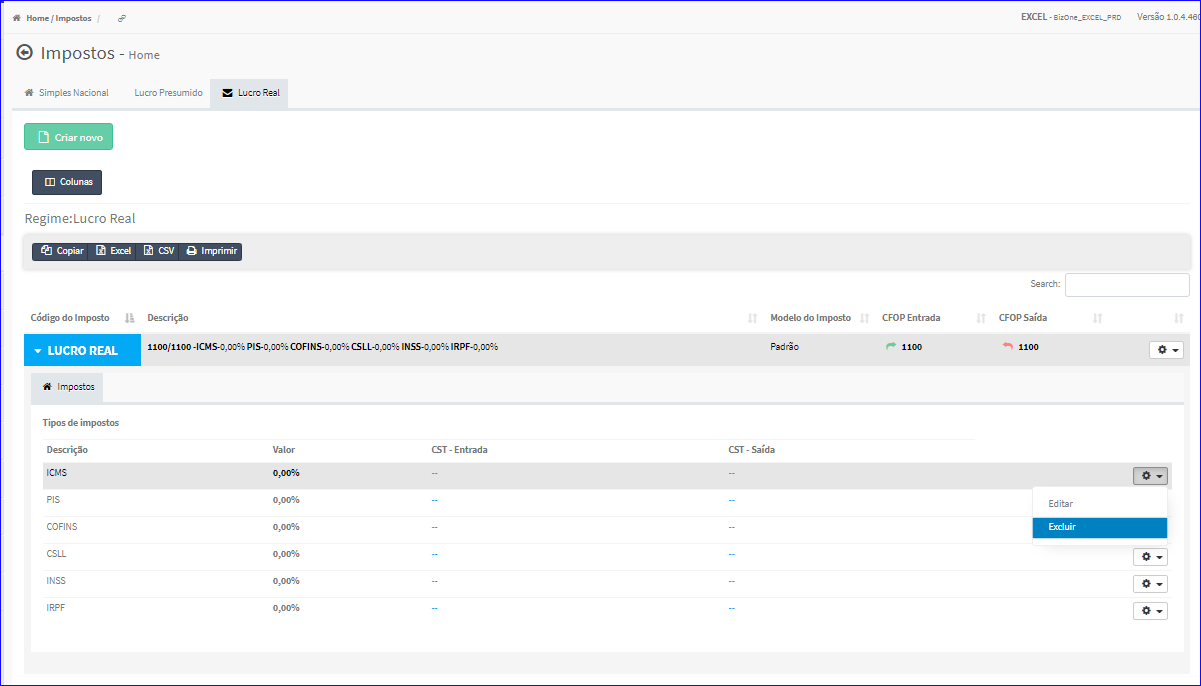 Home / Impostos /
EXCEL - BizOne_EXCEL_PRD Versão 1.0.4.460
Impostos - Home
Simples Nacional Lucro Presumido Lucro Real
Criar novo
Colunas
Regime:Lucro Real
Copiar Excel CSV Imprimir
Search:
Código do Imposto Descrição Modelo do Imposto CFOP Entrada CFOP Saída
LUCRO REAL 1100/1100 -ICMS-0,00% PIS-0,00% COFINS-0,00% CSLL-0,00% INSS-0,00% IRPF-0,00% Padrão 1100 1100
Impostos
Tipos de impostos
Descrição Valor CST - Entrada CST - Saída
ICMS 0,00% -- --
PIS 0,00% -- --
Editar
COFINS 0,00% -- --
Excluir
CSLL 0,00% -- --
INSS 0,00% -- --
IRPF 0,00% -- --